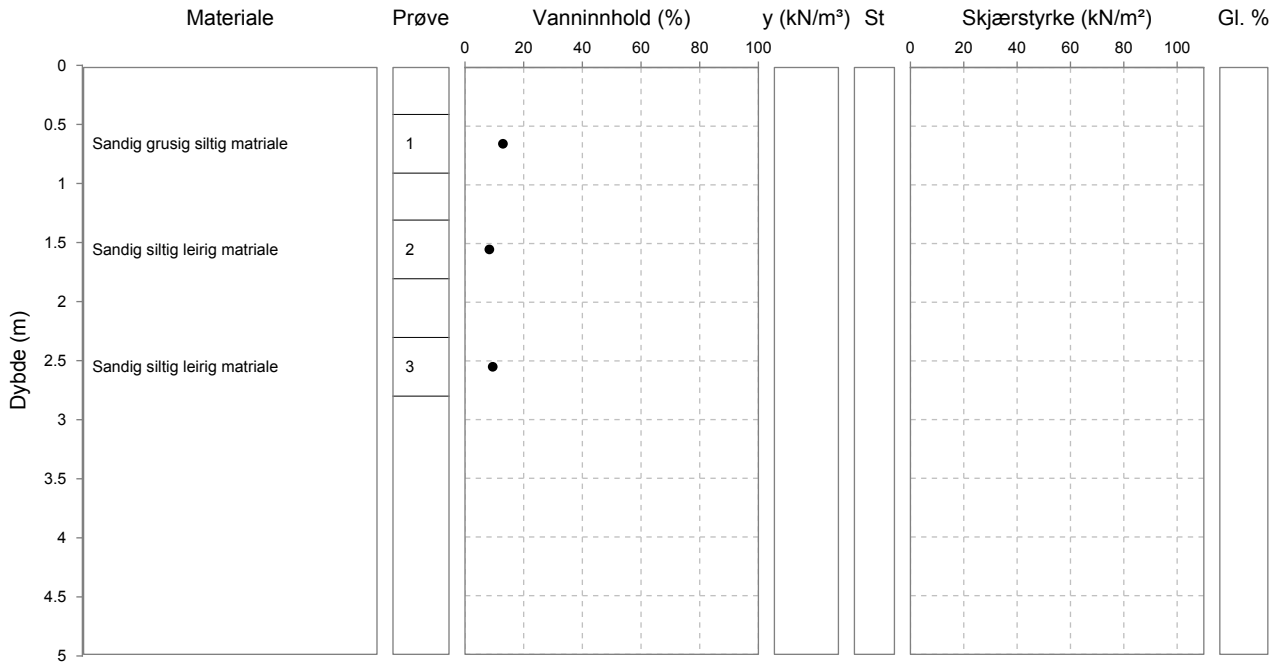 Materiale Prøve Vanninnhold (%) y (kN/m³) St Skjærstyrke (kN/m²) Gl. %
0 20 40 60 80 100 0 20 40 60 80 100
0
0.5
Sandig grusig siltig matriale 1
1
1.5 Sandig siltig leirig matriale 2
2
Dybde (m)
2.5 Sandig siltig leirig matriale 3
3
3.5
4
4.5
5